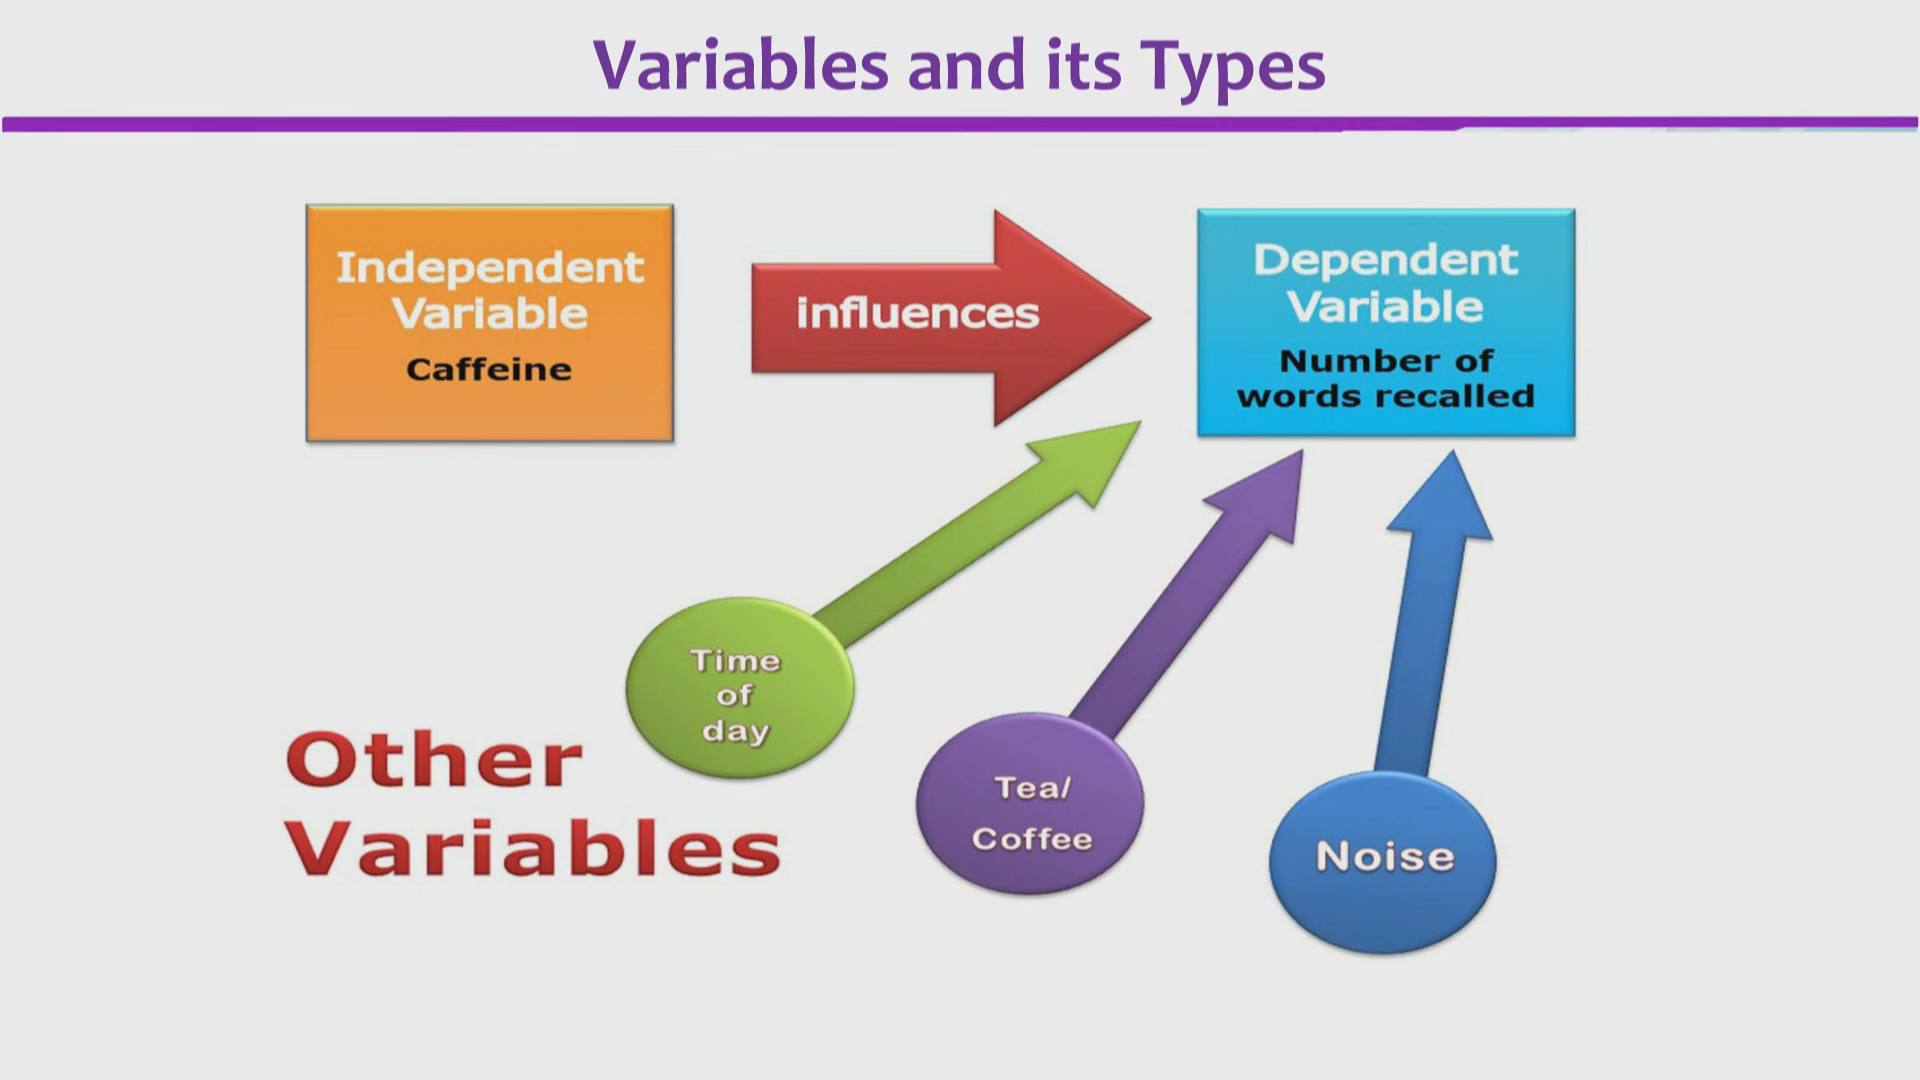 Variables and its Types
Independent
Variable
Caffeine
influences
Dependent
Variable
Number of
words recalled
Time
of
day
Other
Variables
Tea/
Coffee
Noise